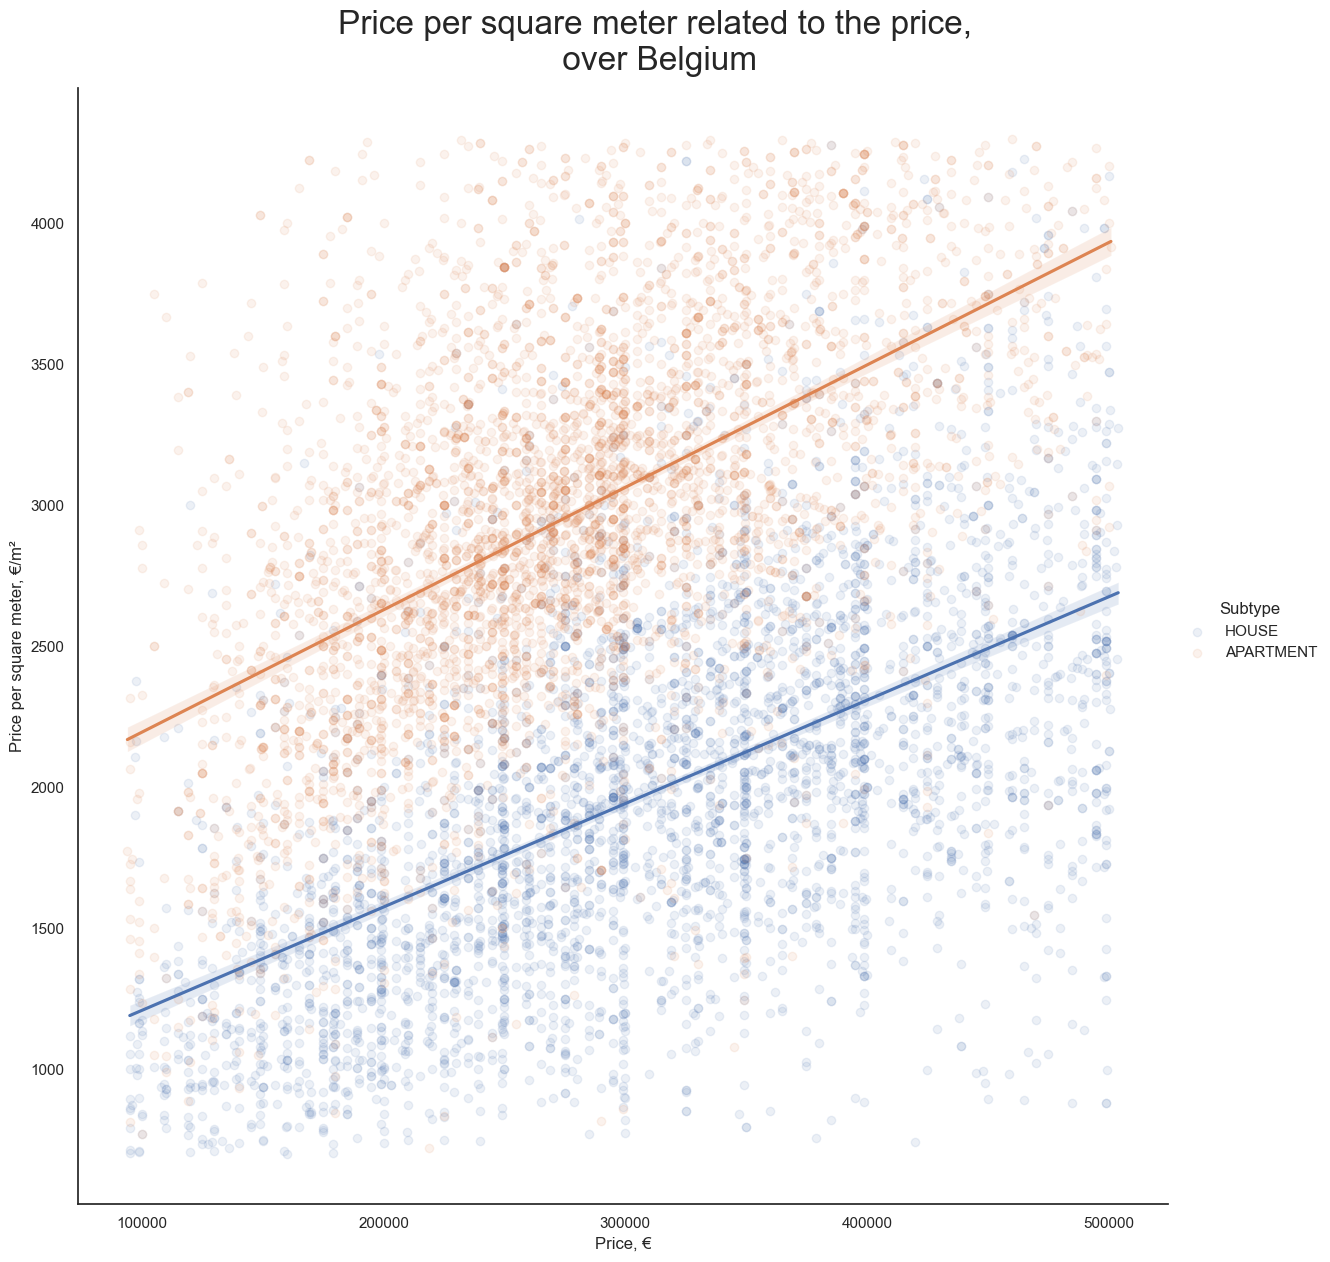 Price per square meter related to the price,
over Belgium
Price per square meter, €/m²
4000
3500
3000
2500
2000
1500
1000
100000
200000
300000
400000
500000
Price, €
Subtype
HOUSE
APARTMENT